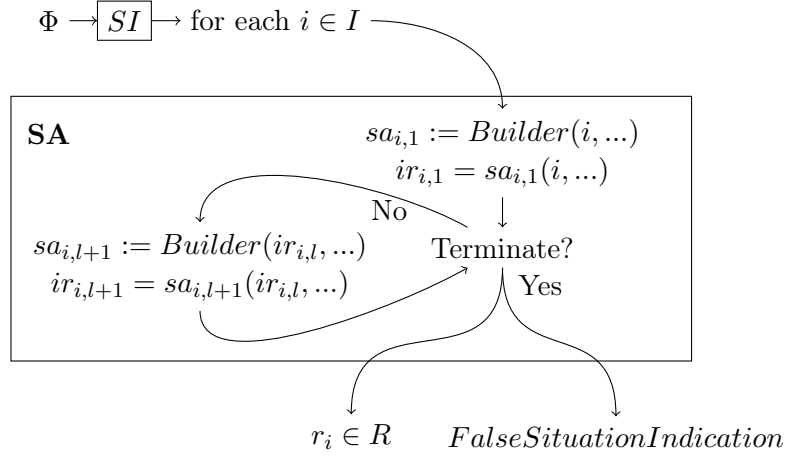 Φ SI for each i ∈ I
SA
sa_{i,1} := Builder(i, ...)
ir_{i,1} = sa_{i,1}(i, ...)
No
sa_{i,l+1} := Builder(ir_{i,l}, ...)
ir_{i,l+1} = sa_{i,l+1}(ir_{i,l}, ...)
Terminate?
Yes
r_i ∈ R
FalseSituationIndication